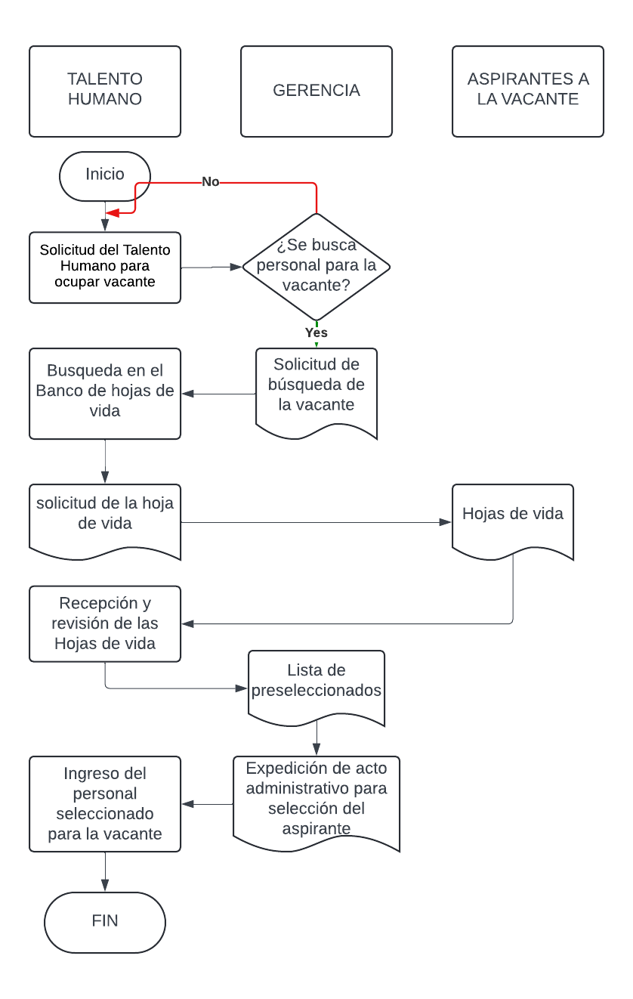 TALENTO
HUMANO
GERENCIA
ASPIRANTES A
LA VACANTE
Inicio
No
Solicitud del Talento
Humano para
ocupar vacante
¿Se busca
personal para la
vacante?
Yes
Solicitud de
búsqueda de
la vacante
Busqueda en el
Banco de hojas de
vida
solicitud de la hoja
de vida
Hojas de vida
Recepción y
revisión de las
Hojas de vida
Lista de
preseleccionados
Expedición de acto
administrativo para
selección del
aspirante
Ingreso del
personal
seleccionado
para la vacante
FIN